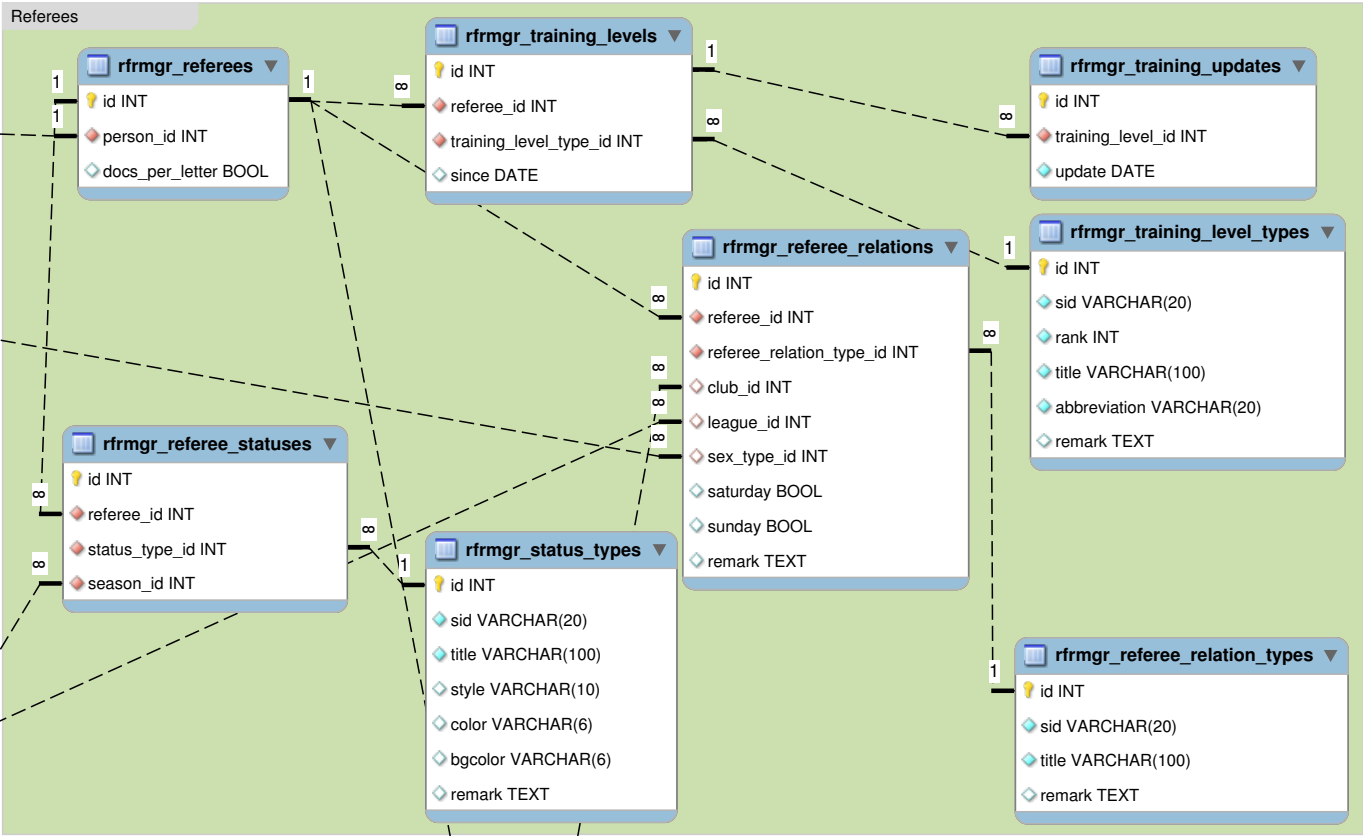 Referees
rfrmgr_referees
id INT
person_id INT
docs_per_letter BOOL
1
1
1
rfrmgr_training_levels
id INT
referee_id INT
training_level_type_id INT
since DATE
∞
1
∞
rfrmgr_training_updates
id INT
training_level_id INT
update DATE
∞
rfrmgr_training_level_types
id INT
sid VARCHAR(20)
rank INT
title VARCHAR(100)
abbreviation VARCHAR(20)
remark TEXT
1
rfrmgr_referee_relations
id INT
referee_id INT
referee_relation_type_id INT
club_id INT
league_id INT
sex_type_id INT
saturday BOOL
sunday BOOL
remark TEXT
∞
∞
∞
∞
∞
rfrmgr_referee_statuses
id INT
referee_id INT
status_type_id INT
season_id INT
∞
∞
∞
rfrmgr_status_types
id INT
sid VARCHAR(20)
title VARCHAR(100)
style VARCHAR(10)
color VARCHAR(6)
bgcolor VARCHAR(6)
remark TEXT
1
rfrmgr_referee_relation_types
id INT
sid VARCHAR(20)
title VARCHAR(100)
remark TEXT
1